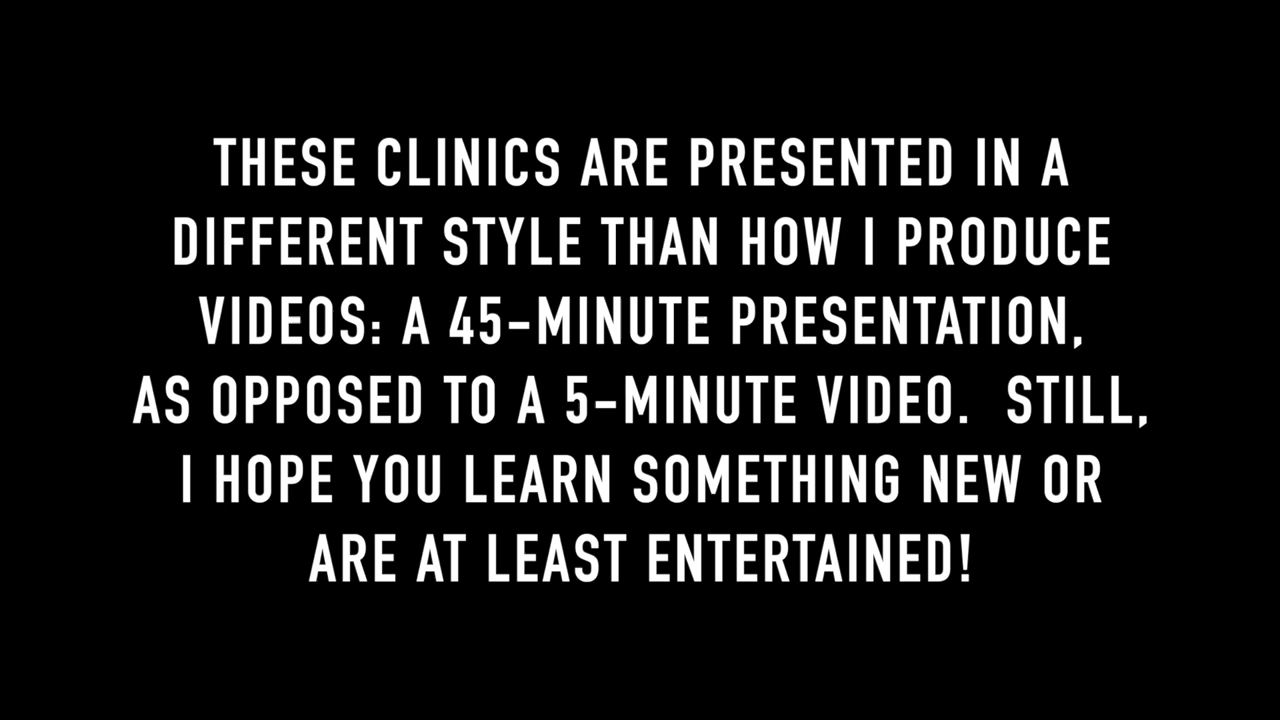 THESE CLINICS ARE PRESENTED IN A
DIFFERENT STYLE THAN HOW I PRODUCE
VIDEOS: A 45-MINUTE PRESENTATION,
AS OPPOSED TO A 5-MINUTE VIDEO.  STILL,
I HOPE YOU LEARN SOMETHING NEW OR
ARE AT LEAST ENTERTAINED!